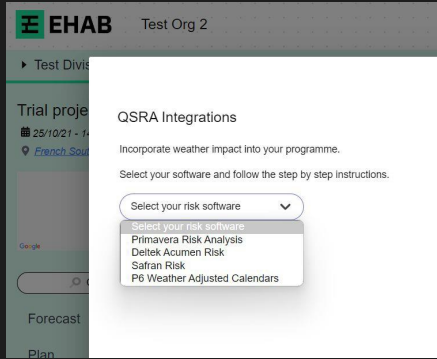 EHAB Test Org 2
Test Divis
Trial proje
25/10/21 - 1
French Sout
Google
QSRA Integrations
Incorporate weather impact into your programme.
Select your software and follow the step by step instructions.
Select your risk software
Select your risk software
Primavera Risk Analysis
Deltek Acumen Risk
Safran Risk
P6 Weather Adjusted Calendars
Forecast
Plan